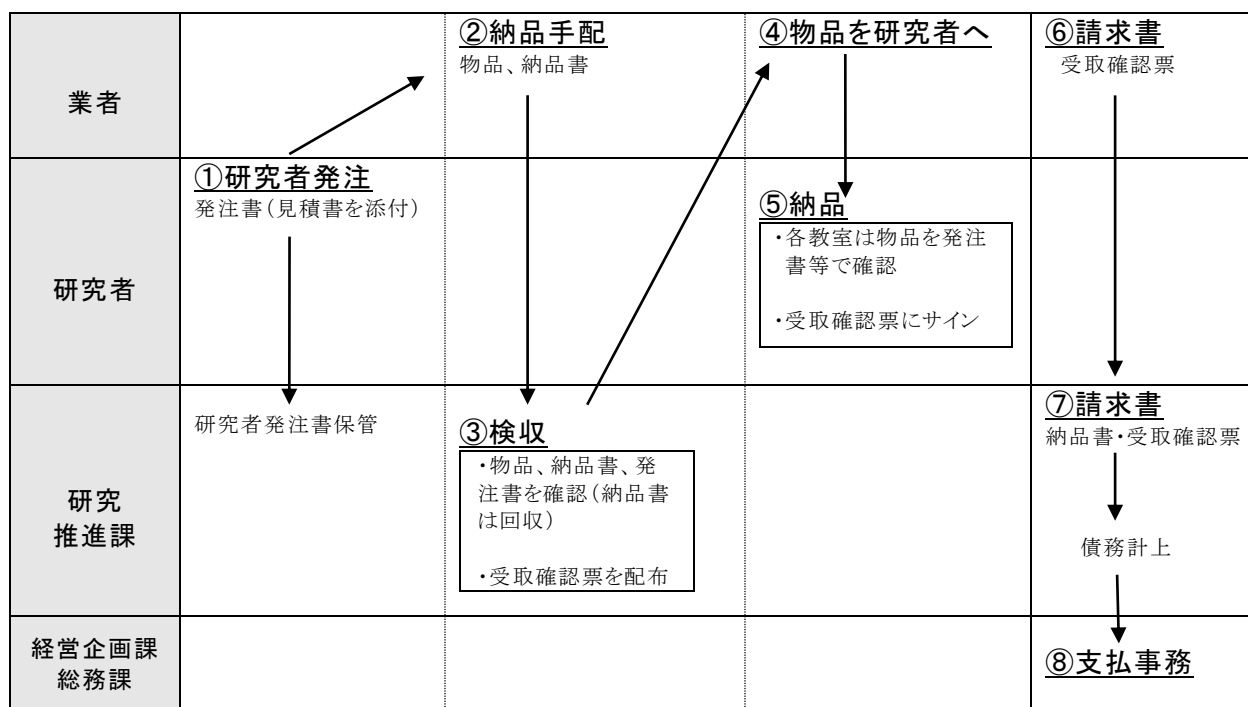 業者
②納品手配
物品、納品書
④物品を研究者へ
⑥請求書
受取確認票
研究者
①研究者発注
発注書(見積書を添付)
⑤納品
・各教室は物品を発注
書等で確認
・受取確認票にサイン
研究
推進課
研究者発注書保管
③検収
・物品、納品書、発
注書を確認(納品書
は回収)
・受取確認票を配布
⑦請求書
納品書・受取確認票
債務計上
経営企画課
総務課
⑧支払事務